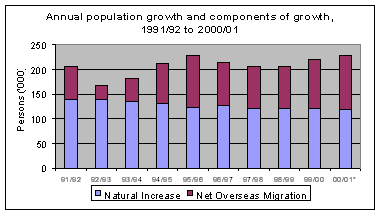 Annual population growth and components of growth,
1991/92 to 2000/01
Persons ('000)
250
200
150
100
50
0
91/92 92/93 93/94 94/95 95/96 96/97 97/98 98/99 99/00 00/01*
Natural Increase Net Overseas Migration